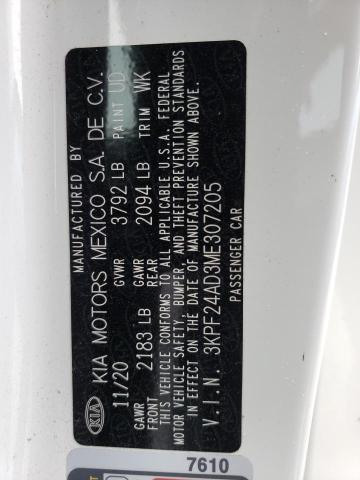 MANUFACTURED BY
KIA KIA MOTORS MEXICO S.A. DE C.V.
11/20 GVWR 3792 LB PAINT UD
GAWR FRONT 2183 LB GAWR REAR 2094 LB TRIM WK
THIS VEHICLE CONFORMS TO ALL APPLICABLE U.S.A. FEDERAL
MOTOR VEHICLE SAFETY, BUMPER, AND THEFT PREVENTION STANDARDS
IN EFFECT ON THE DATE OF MANUFACTURE SHOWN ABOVE.
V.I.N. 3KPF24AD3ME307205
PASSENGER CAR
7610